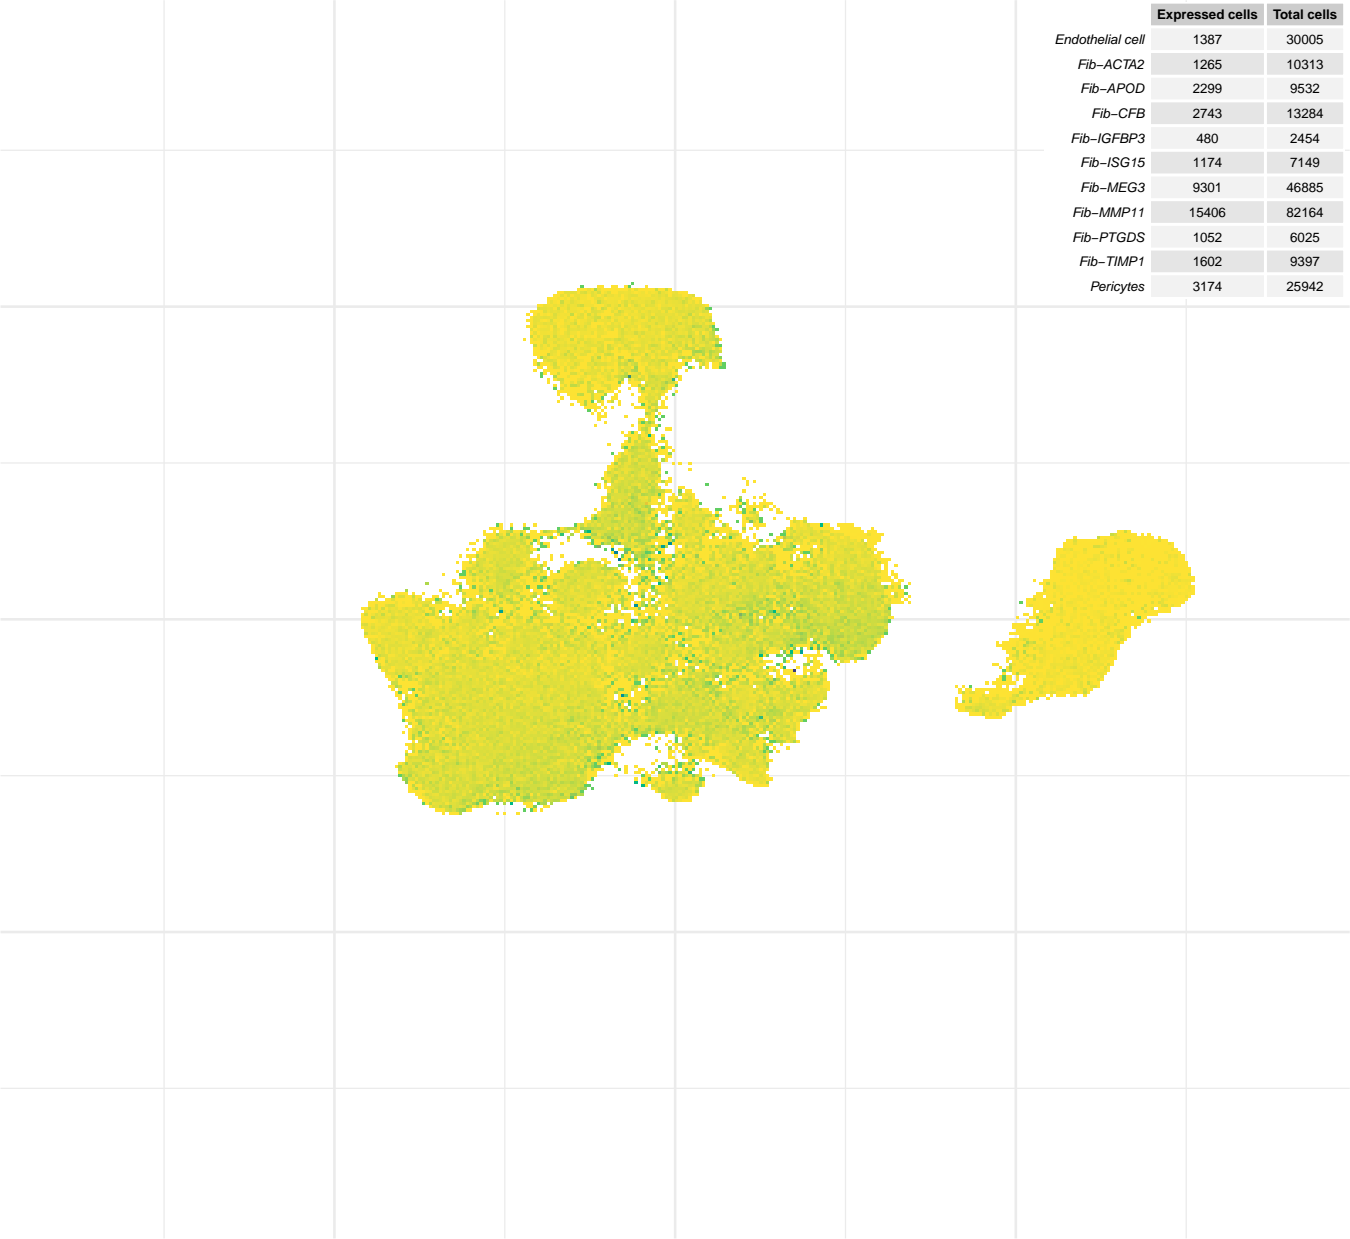 Expressed cells Total cells
Endothelial cell 1387 30005
Fib−ACTA2 1265 10313
Fib−APOD 2299 9532
Fib−CFB 2743 13284
Fib−IGFBP3 480 2454
Fib−ISG15 1174 7149
Fib−MEG3 9301 46885
Fib−MMP11 15406 82164
Fib−PTGDS 1052 6025
Fib−TIMP1 1602 9397
Pericytes 3174 25942